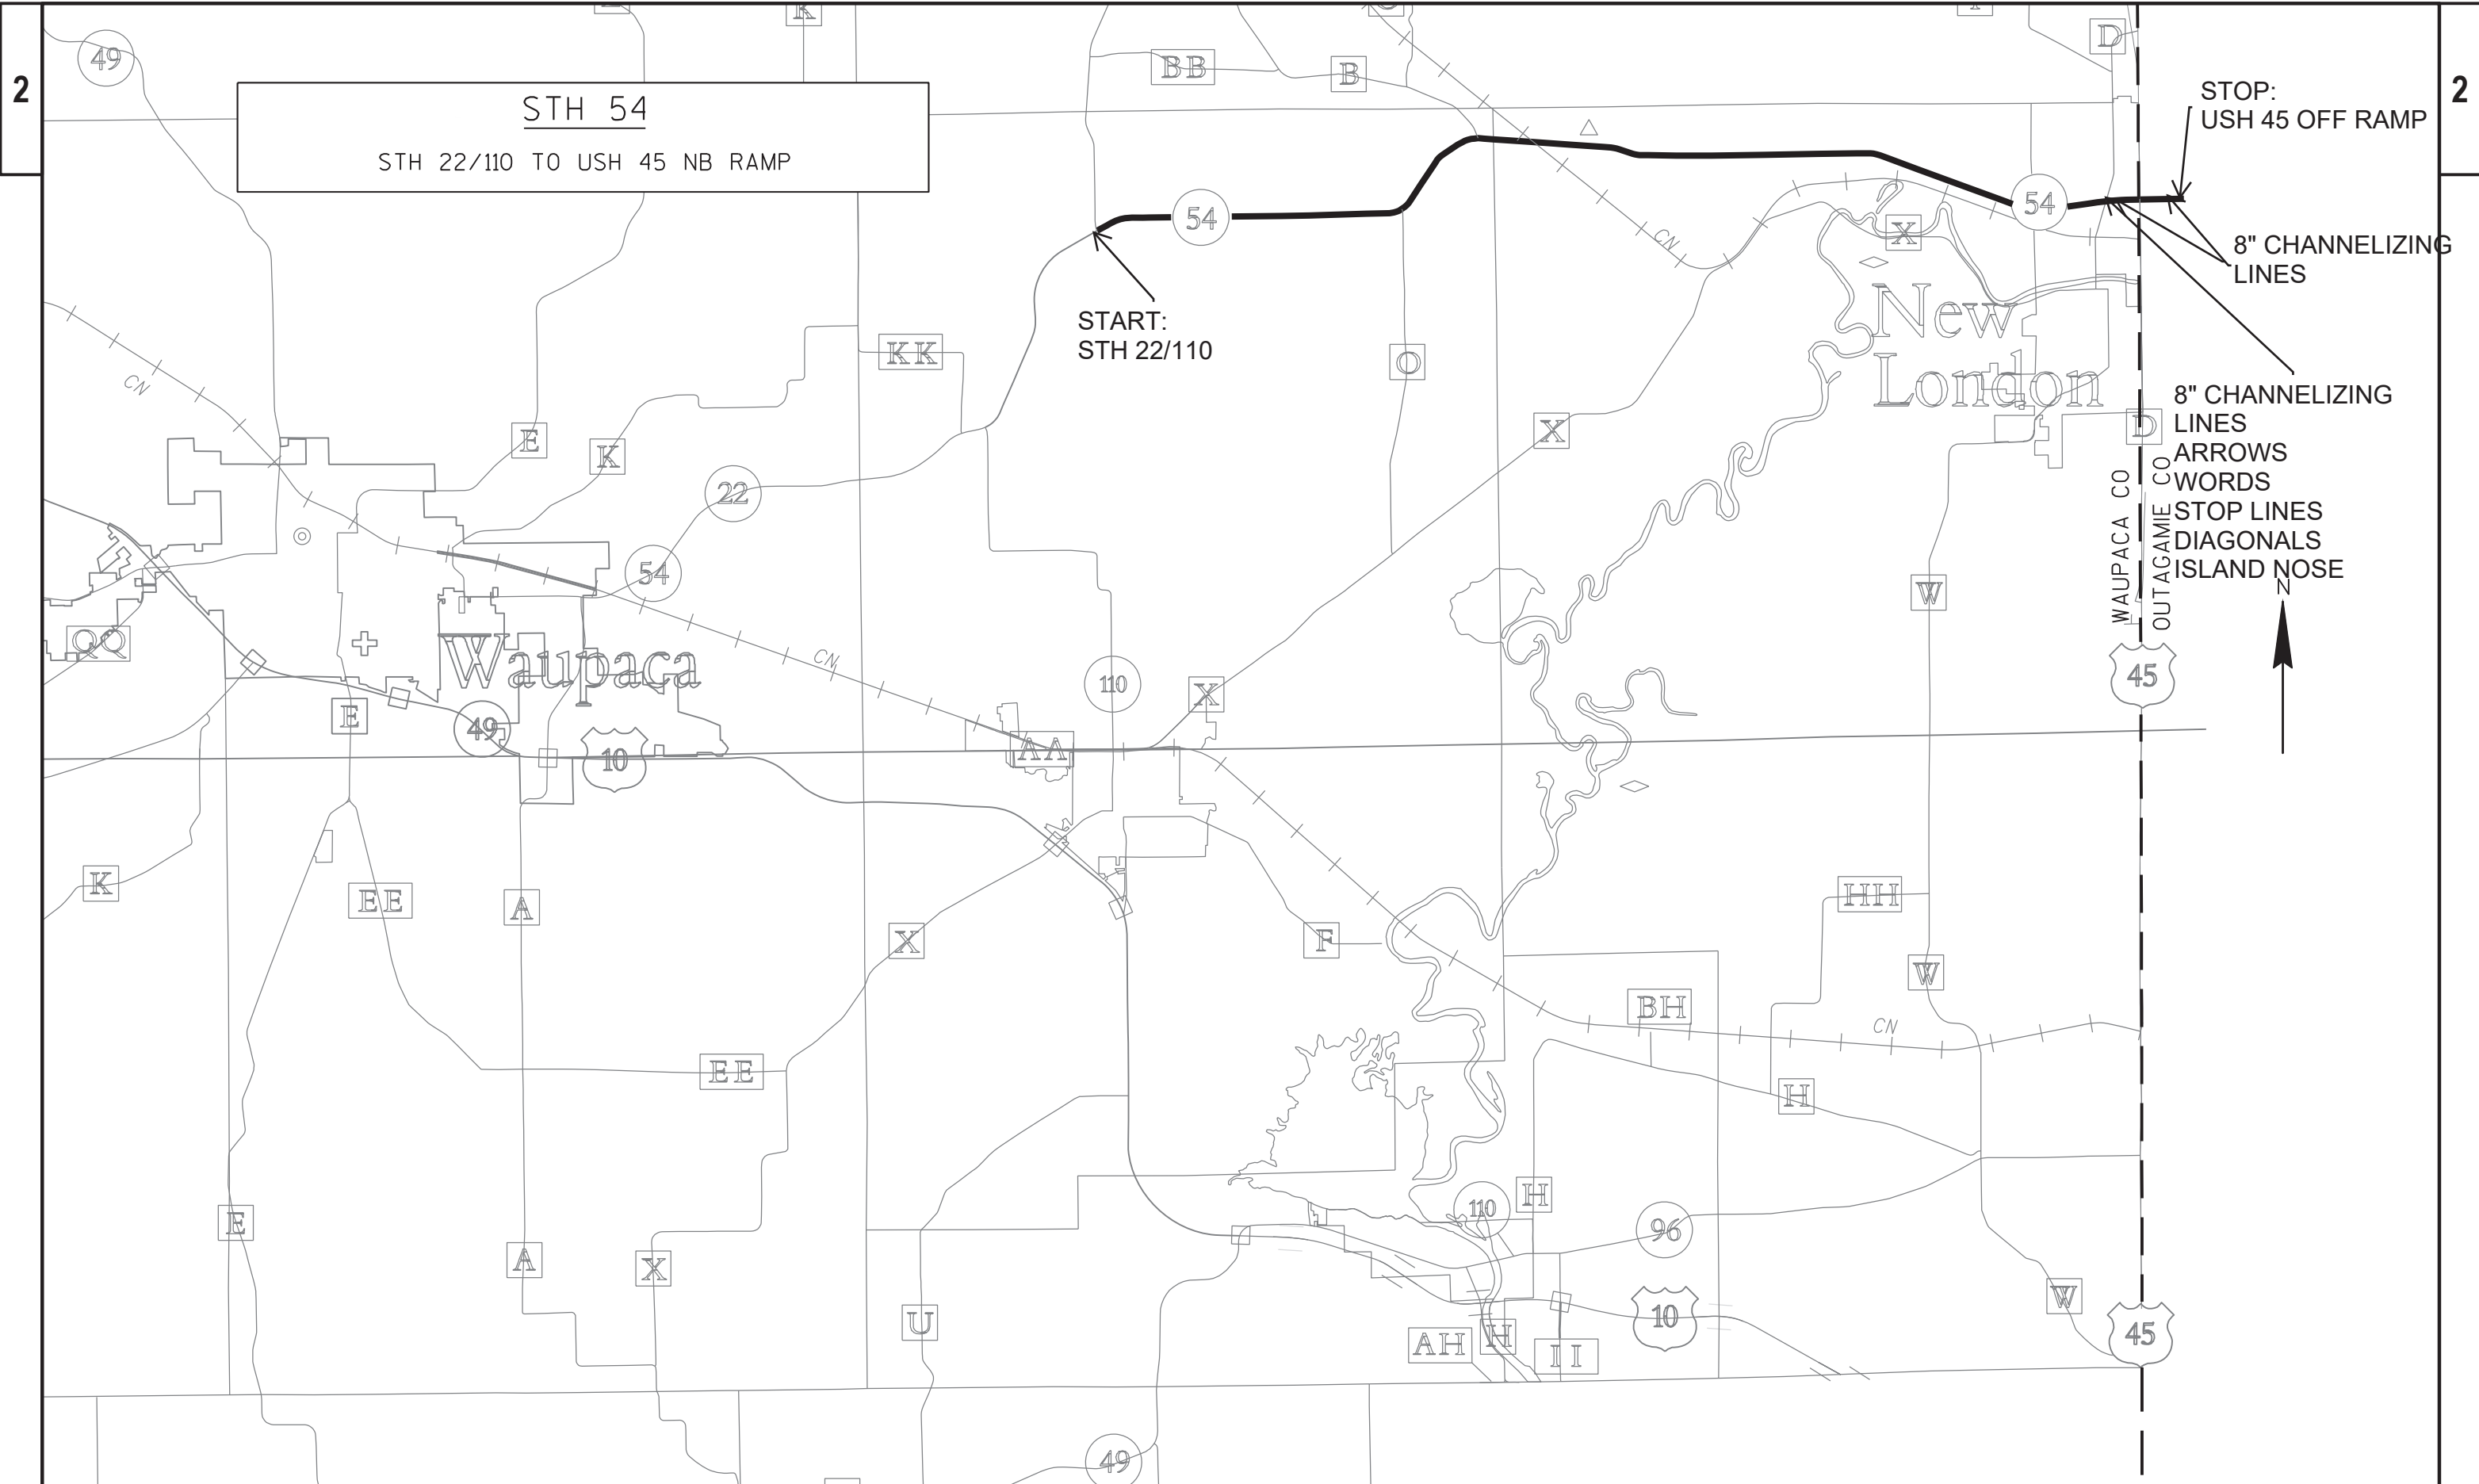 2
2
STH 54
STH 22/110 TO USH 45 NB RAMP
STOP:
USH 45 OFF RAMP
8" CHANNELIZING
LINES
START:
STH 22/110
8" CHANNELIZING
LINES
ARROWS
WORDS
STOP LINES
DIAGONALS
ISLAND NOSE
N
WAUPACA CO
OUTAGAMIE CO
New
London
Waupaca
49
K
BB
B
D
54
54
X
CN
CN
KK
O
E
K
X
D
22
54
W
QQ
CN
110
X
45
E
49
10
AA
K
EE
A
X
F
HH
W
BH
CN
EE
H
E
A
X
U
110
H
96
10
W
45
AH
H
II
49